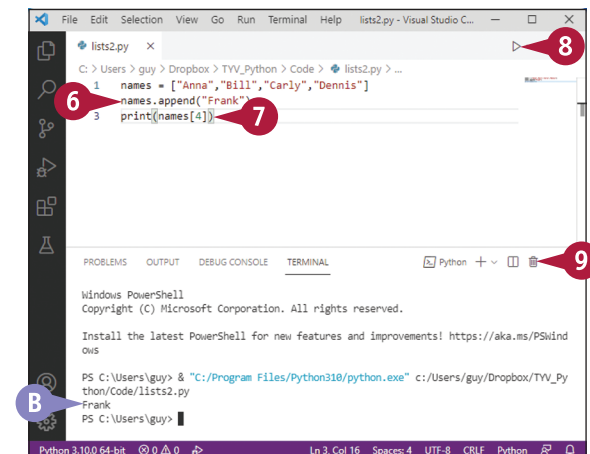 File Edit Selection View Go Run Terminal Help lists2.py - Visual Studio C...
lists2.py
8
C: > Users > guy > Dropbox > TYV_Python > Code > lists2.py > ...
1 names = ["Anna","Bill","Carly","Dennis"]
6 names.append("Frank")
3 print(names[4]) 7
PROBLEMS OUTPUT DEBUG CONSOLE TERMINAL Python 9
Windows PowerShell
Copyright (C) Microsoft Corporation. All rights reserved.
Install the latest PowerShell for new features and improvements! https://aka.ms/PSWind
ows
PS C:\Users\guy> & "C:/Program Files/Python310/python.exe" c:/Users/guy/Dropbox/TYV_Py
thon/Code/lists2.py
B Frank
PS C:\Users\guy>
Python 3.10.0 64-bit 0 0 Ln 3, Col 16 Spaces: 4 UTF-8 CRLF Python